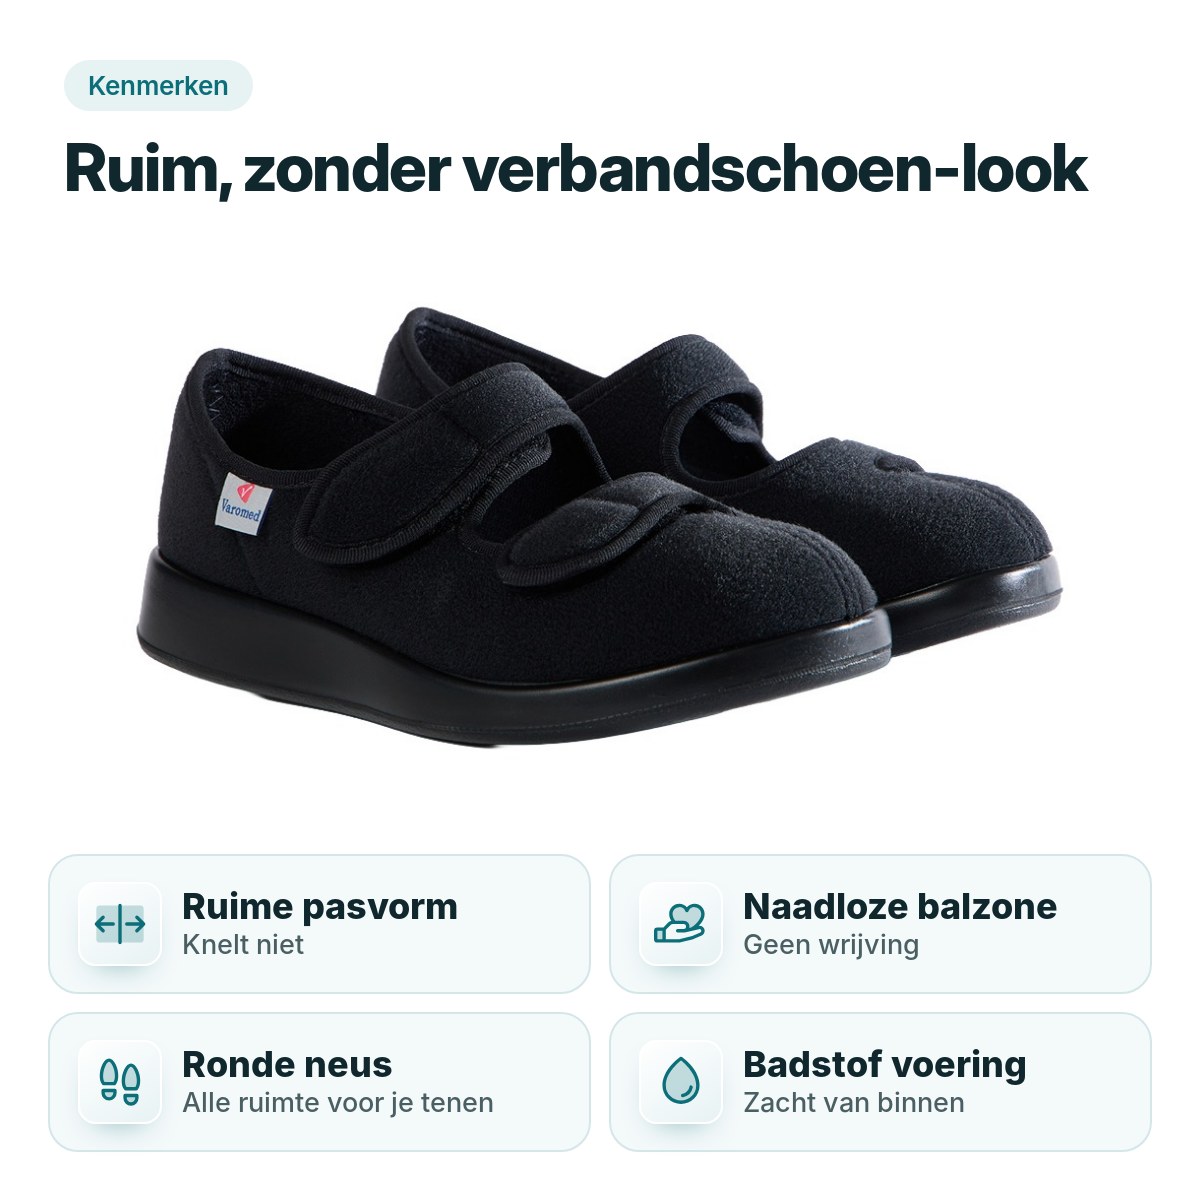 Kenmerken
Ruim, zonder verbandschoen-look
Varomed
Ruime pasvorm
Knelt niet
Naadloze balzone
Geen wrijving
Ronde neus
Alle ruimte voor je tenen
Badstof voering
Zacht van binnen